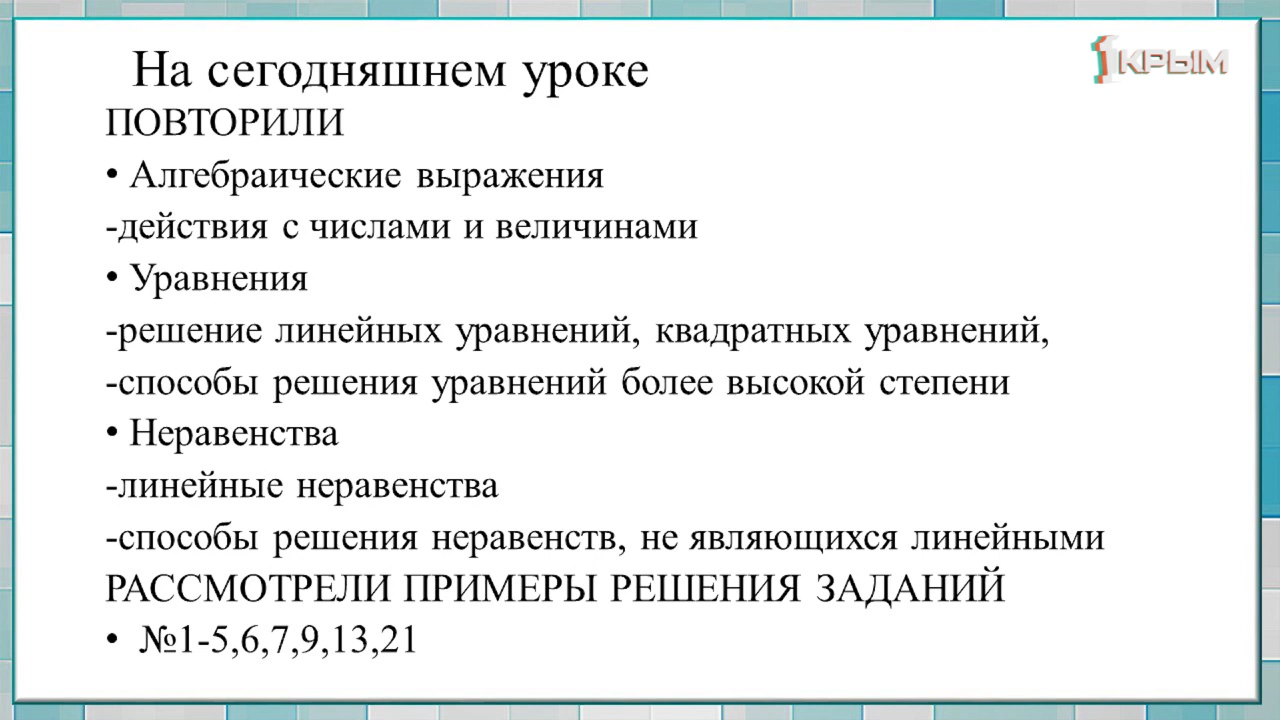 На сегодняшнем уроке
1КРЫМ
ПОВТОРИЛИ
• Алгебраические выражения
-действия с числами и величинами
• Уравнения
-решение линейных уравнений, квадратных уравнений,
-способы решения уравнений более высокой степени
• Неравенства
-линейные неравенства
-способы решения неравенств, не являющихся линейными
РАССМОТРЕЛИ ПРИМЕРЫ РЕШЕНИЯ ЗАДАНИЙ
• №1-5,6,7,9,13,21